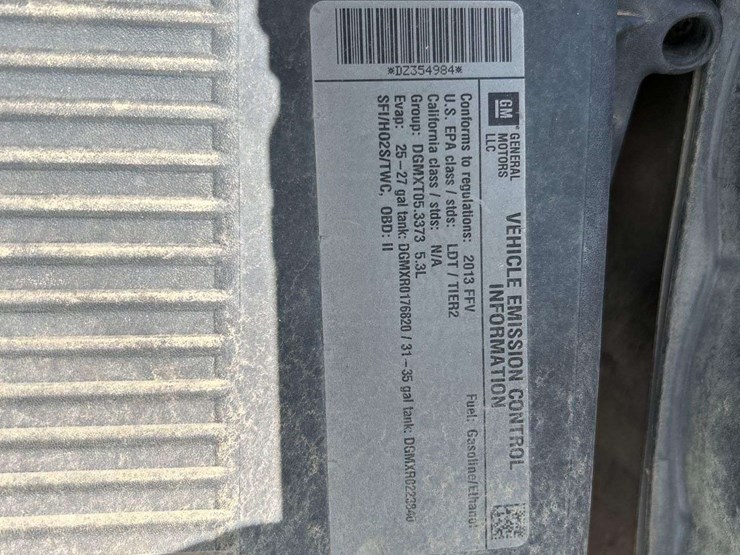 *DZ354984*
GM GENERAL MOTORS LLC
VEHICLE EMISSION CONTROL
INFORMATION
Conforms to regulations: 2013 FFV Fuel: Gasoline/Ethanol
U.S. EPA class / stds: LDT / TIER2
California class / stds: N/A
Group: DGMXT05.3373 5.3L
Evap: 25-27 gal tank: DGMXR0176820 / 31-35 gal tank:
SFI/HO2S/TWC, OBD: II